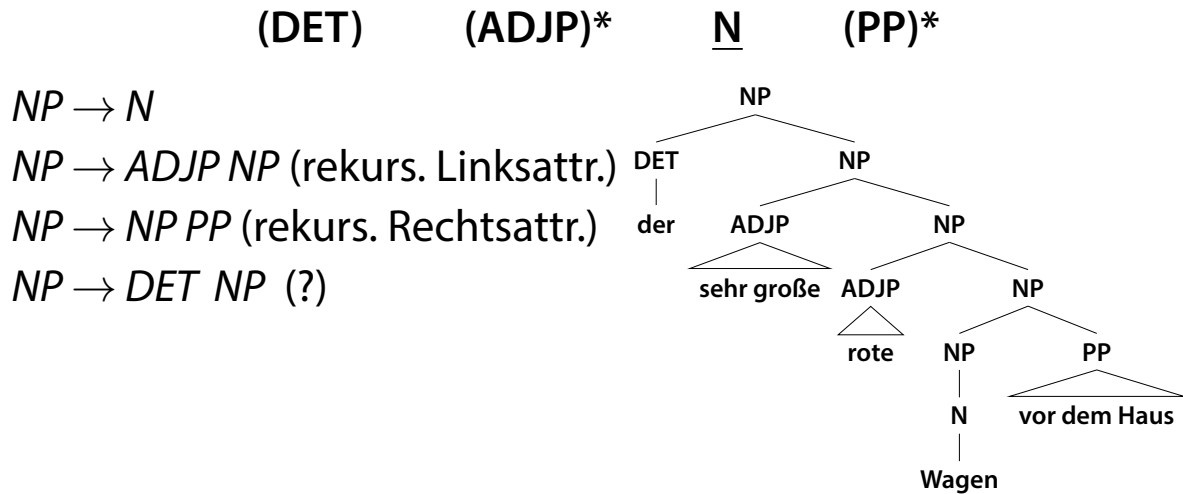 (DET) (ADJP)* N (PP)*
NP → N
NP → ADJP NP (rekurs. Linksattr.)
NP → NP PP (rekurs. Rechtsattr.)
NP → DET NP (?)
NP
DET NP
der ADJP NP
sehr große ADJP NP
rote NP PP
N vor dem Haus
Wagen